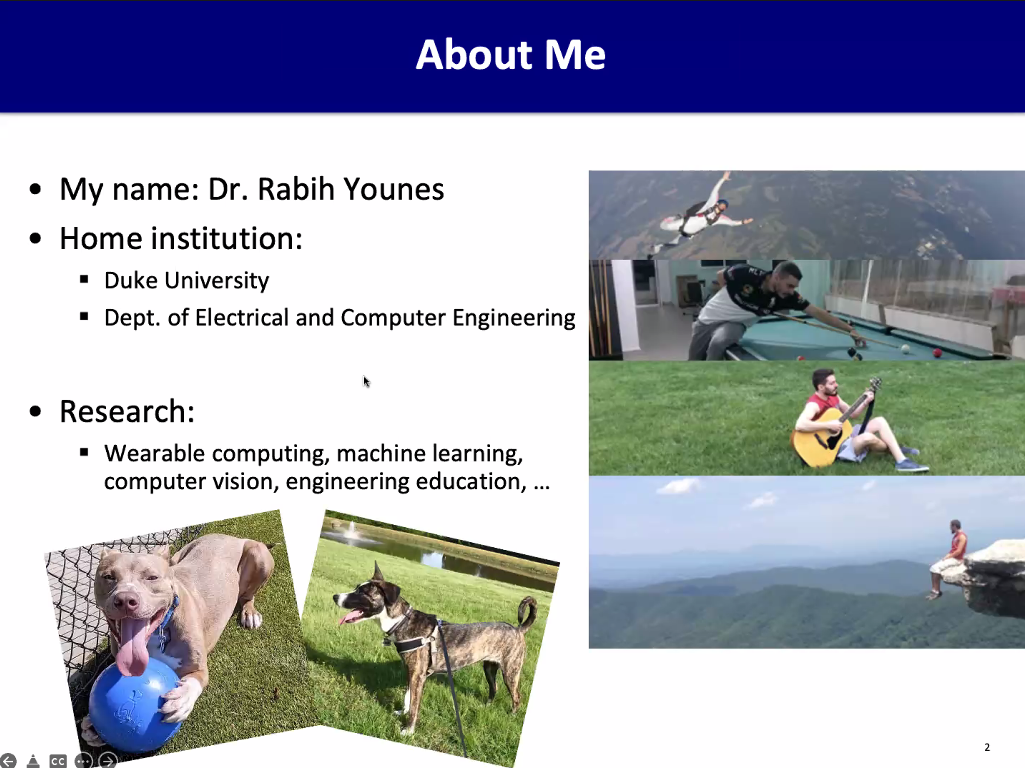 About Me
• My name: Dr. Rabih Younes
• Home institution:
▪ Duke University
▪ Dept. of Electrical and Computer Engineering
• Research:
▪ Wearable computing, machine learning,
computer vision, engineering education, ...
CC
2